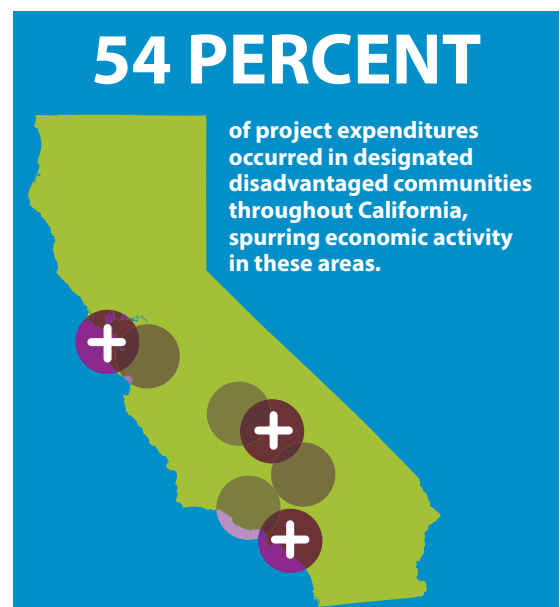 54 PERCENT
of project expenditures
occurred in designated
disadvantaged communities
throughout California,
spurring economic activity
in these areas.